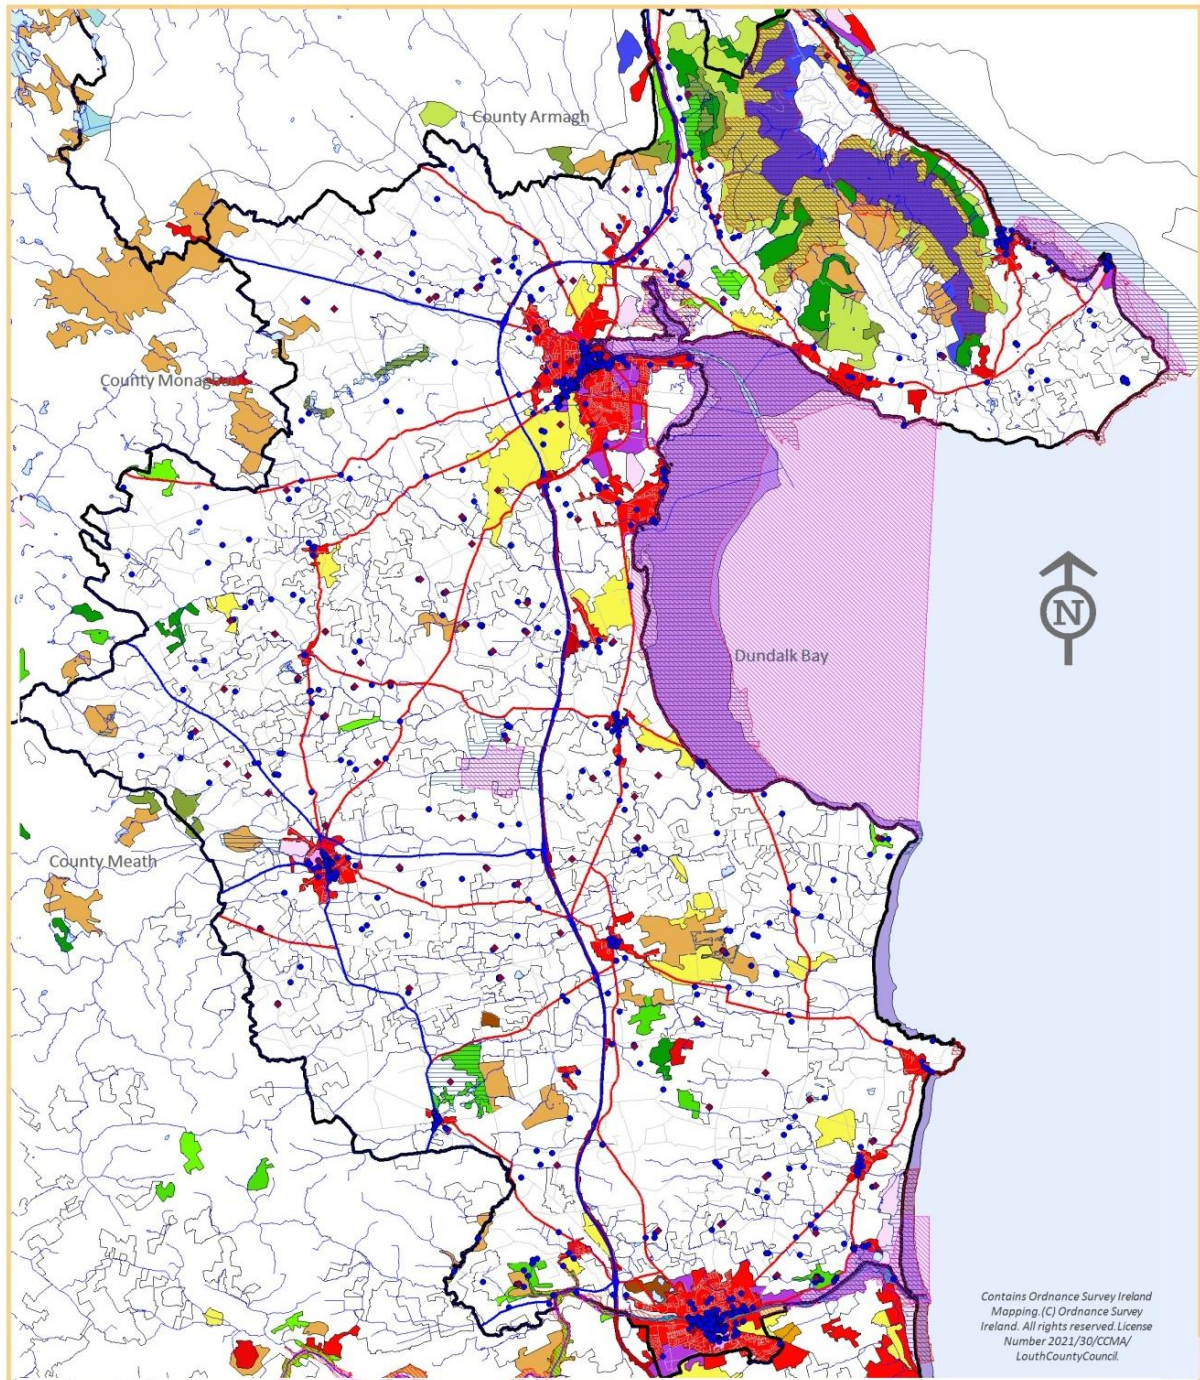 County Armagh
County Monaghan
N
Dundalk Bay
County Meath
Contains Ordnance Survey Ireland
Mapping. (C) Ordnance Survey
Ireland. All rights reserved. License
Number 2021/30/CCMA/
LouthCountyCouncil.